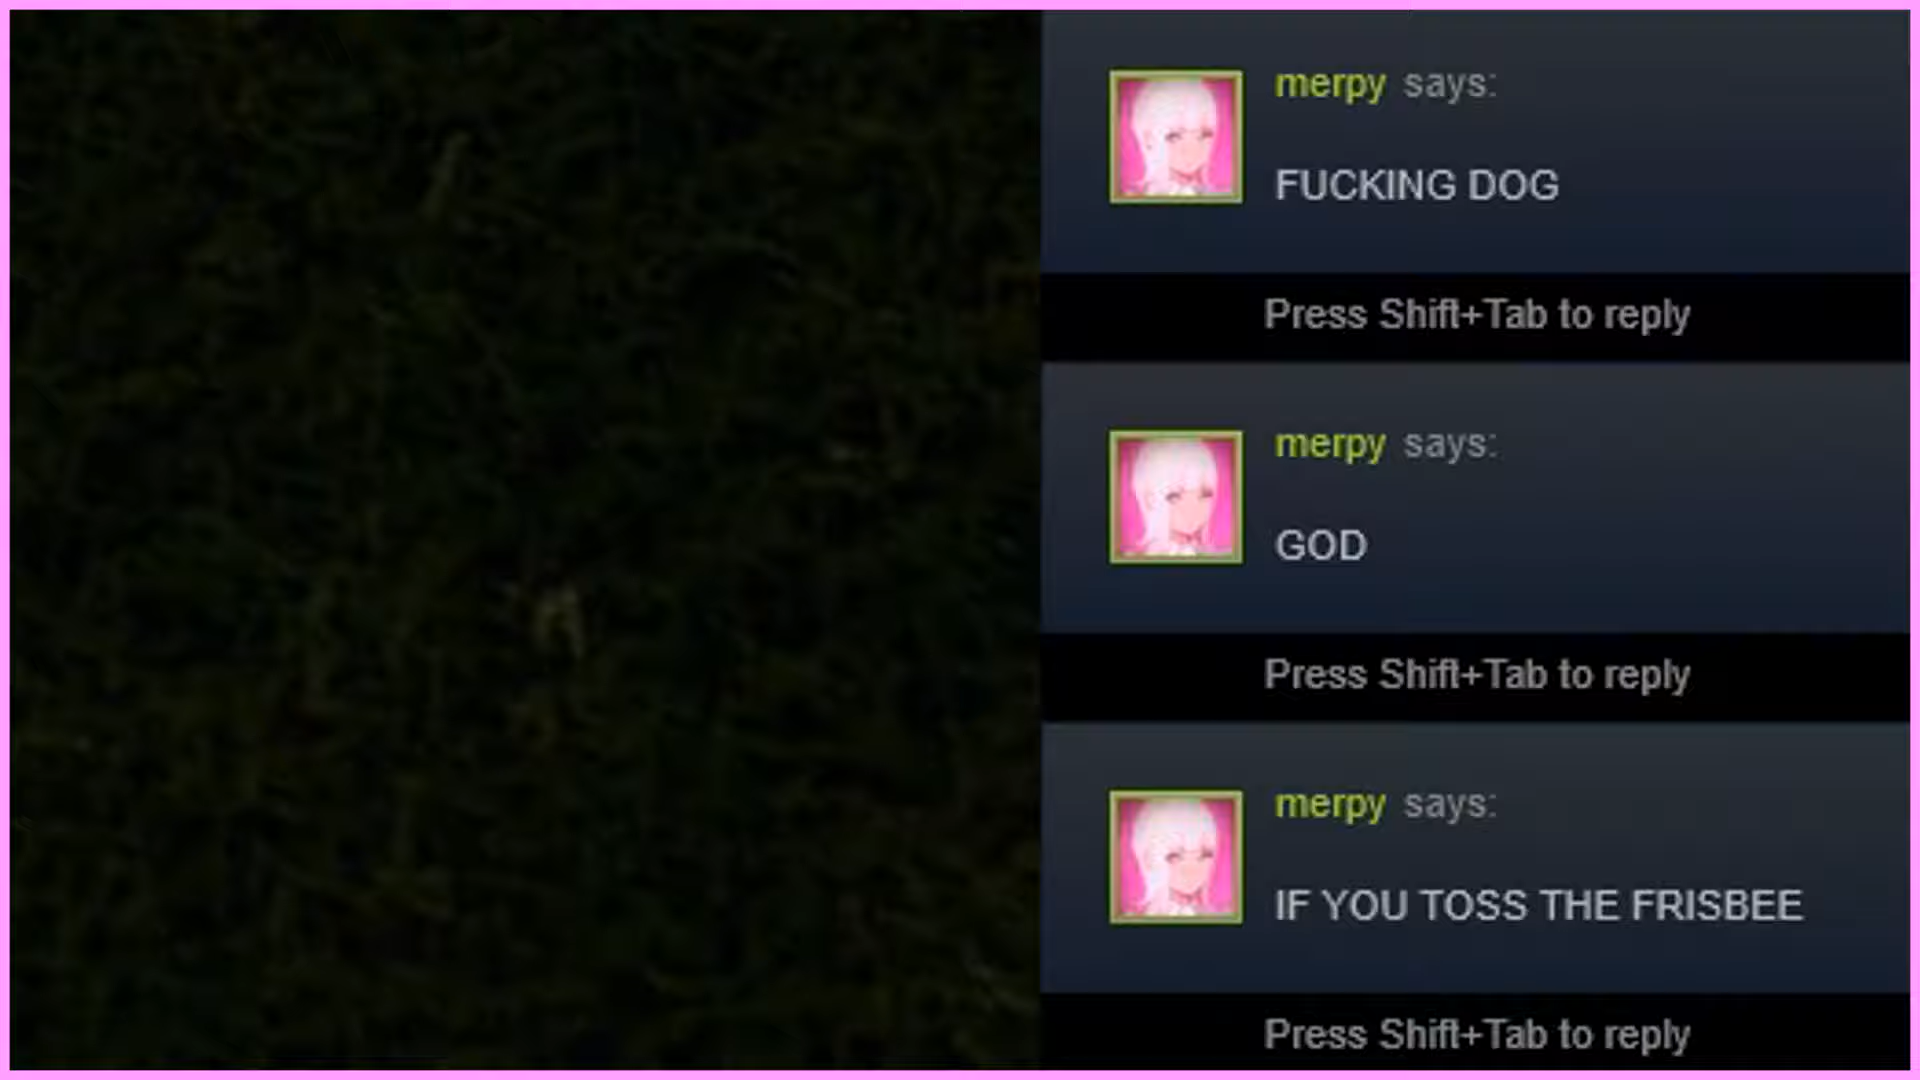 merpy says:
FUCKING DOG
Press Shift+Tab to reply
merpy says:
GOD
Press Shift+Tab to reply
merpy says:
IF YOU TOSS THE FRISBEE
Press Shift+Tab to reply